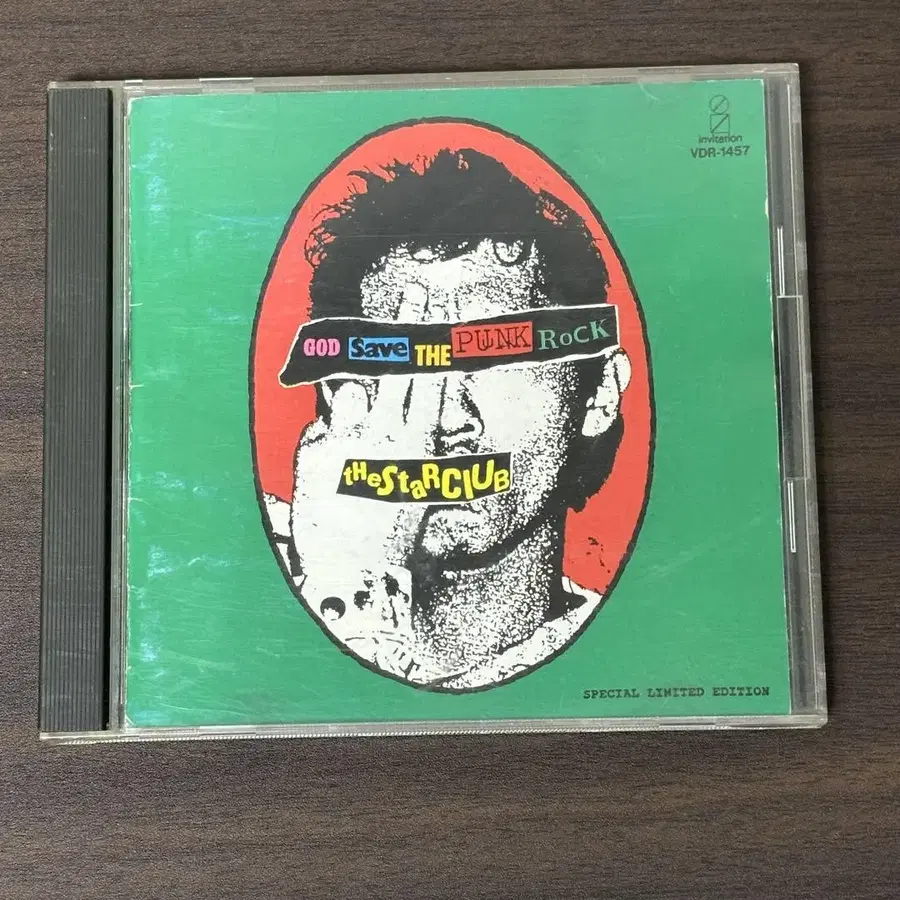 invitation
VDR-1457
GOD Save THE PUNK RocK
tHeStaRClUB
SPECIAL LIMITED EDITION